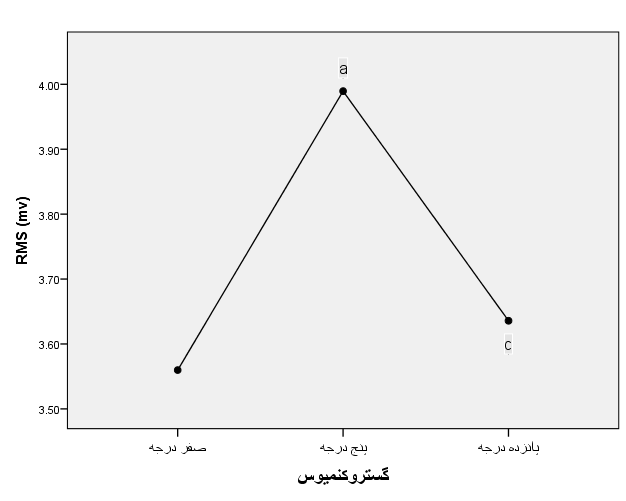 a
4.00
3.90
3.80
3.70
3.60
3.50
RMS (mv)
c
صفر درجه
پنج درجه
پانزده درجه
گستروکنمیوس